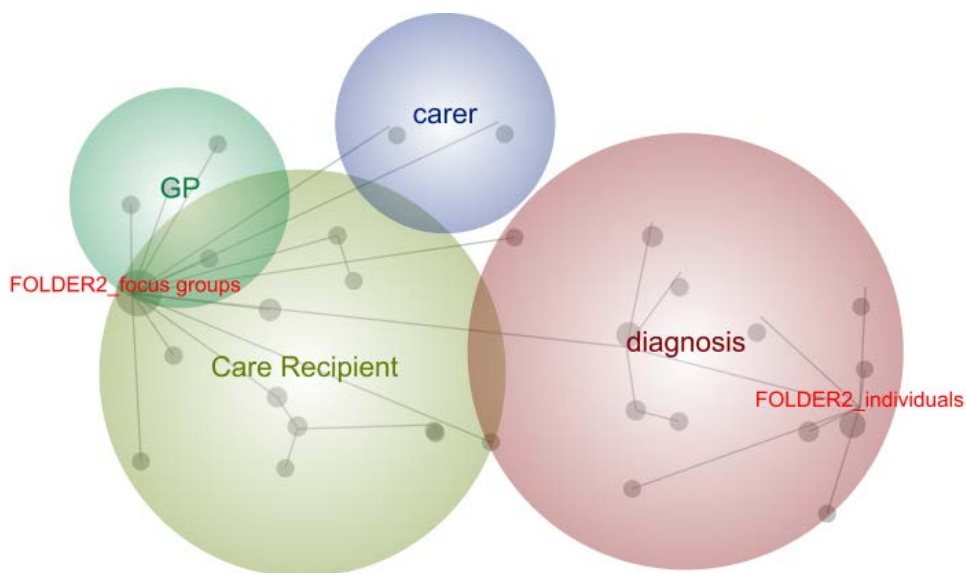 carer
GP
FOLDER2_focus groups
Care Recipient
diagnosis
FOLDER2_individuals